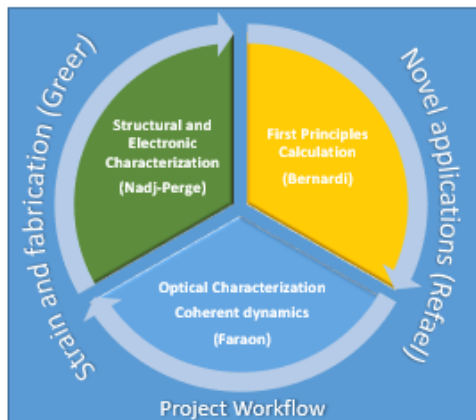 Strain and fabrication (Greer)
Novel applications (Refael)
Structural and
Electronic
Characterization
(Nadj-Perge)
First Principles
Calculation
(Bernardi)
Optical Characterization
Coherent dynamics
(Faraon)
Project Workflow